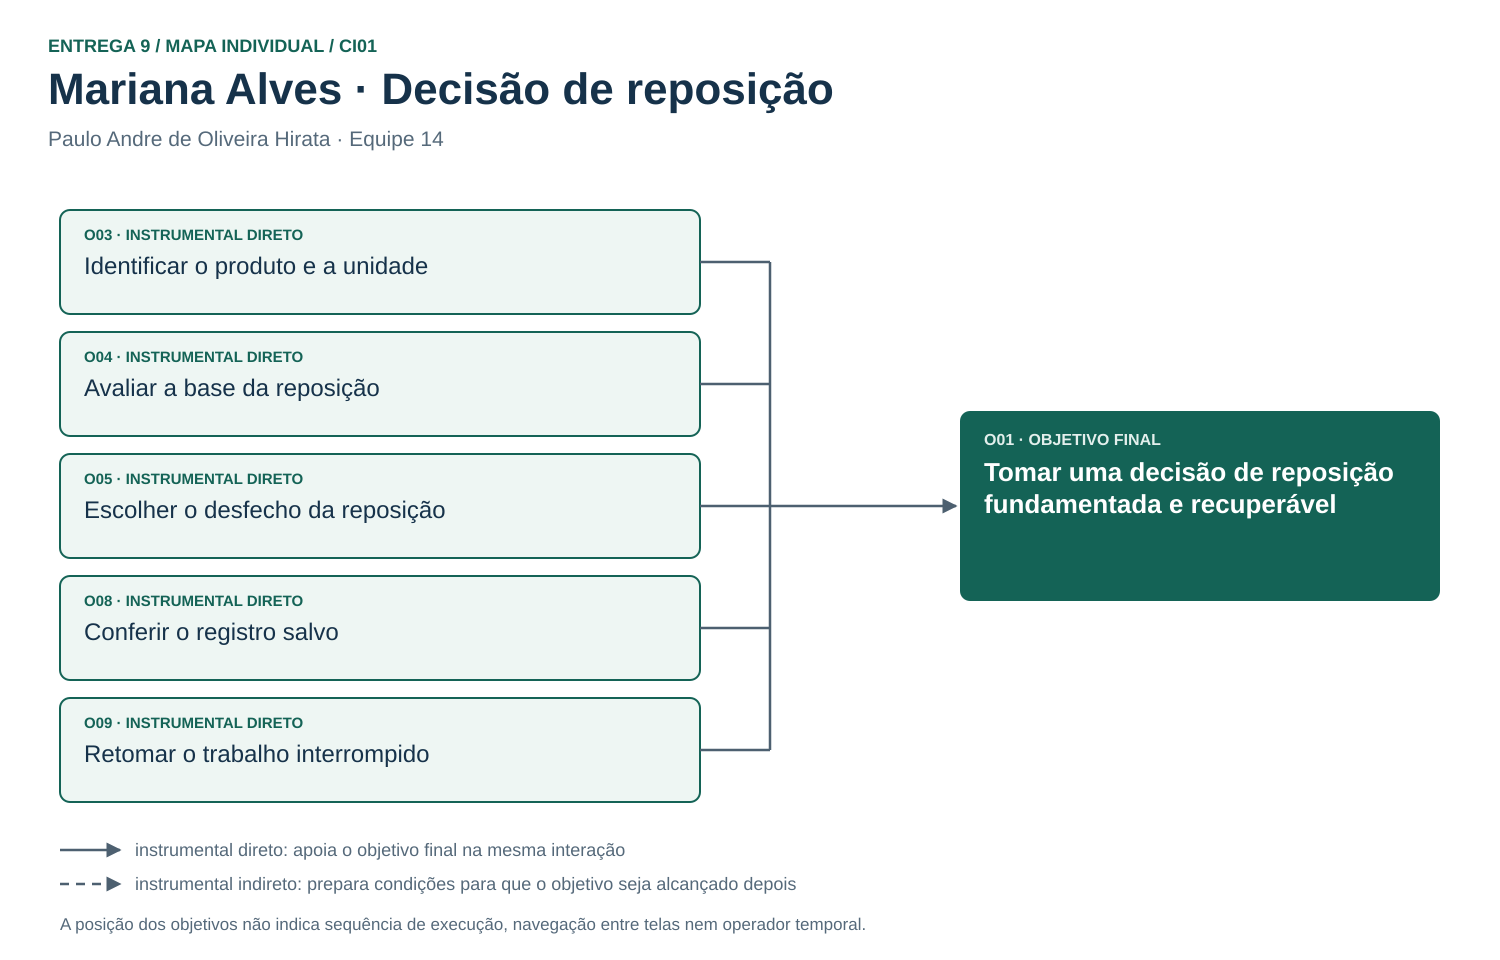 ENTREGA 9 / MAPA INDIVIDUAL / CI01
Mariana Alves · Decisão de reposição
Paulo Andre de Oliveira Hirata · Equipe 14
O03 · INSTRUMENTAL DIRETO
Identificar o produto e a unidade
O04 · INSTRUMENTAL DIRETO
Avaliar a base da reposição
O05 · INSTRUMENTAL DIRETO
Escolher o desfecho da reposição
O08 · INSTRUMENTAL DIRETO
Conferir o registro salvo
O09 · INSTRUMENTAL DIRETO
Retomar o trabalho interrompido
O01 · OBJETIVO FINAL
Tomar uma decisão de reposição
fundamentada e recuperável
instrumental direto: apoia o objetivo final na mesma interação
instrumental indireto: prepara condições para que o objetivo seja alcançado depois
A posição dos objetivos não indica sequência de execução, navegação entre telas nem operador temporal.